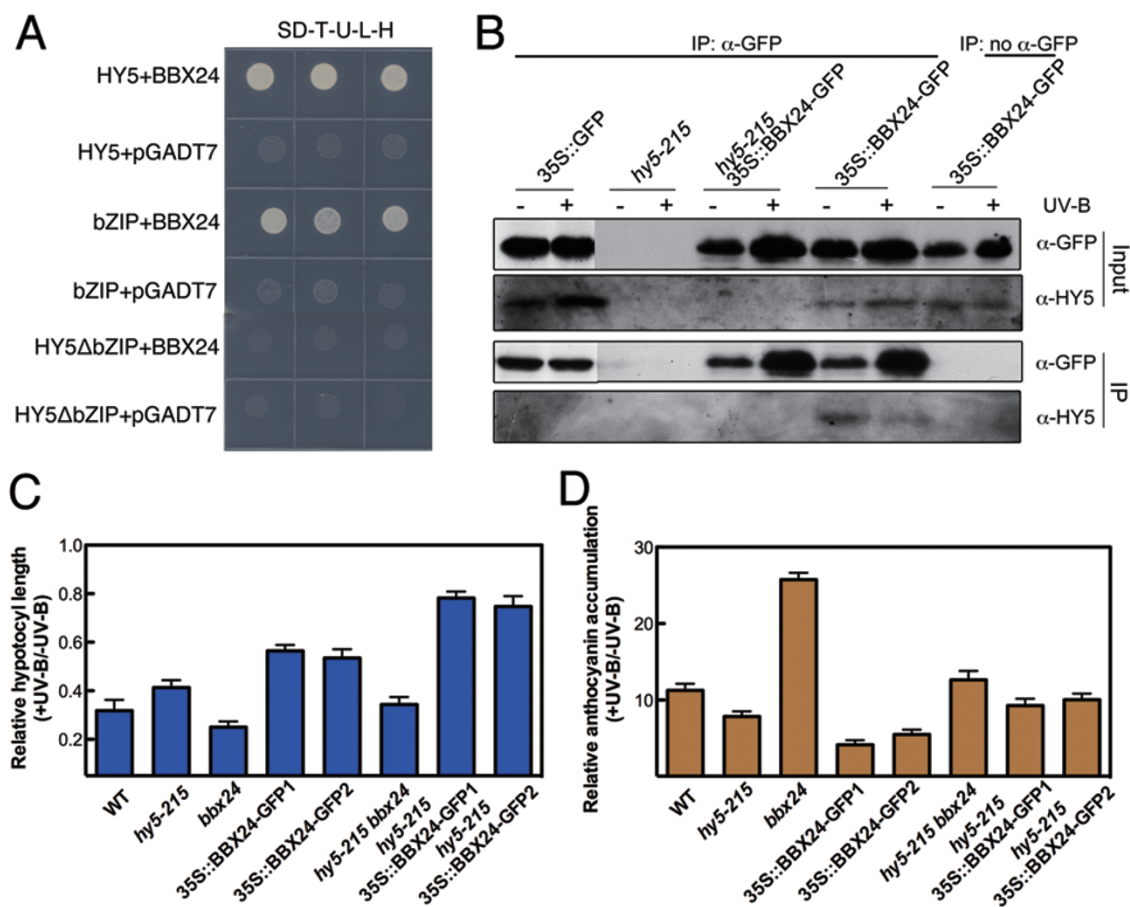 A
SD-T-U-L-H
HY5+BBX24
HY5+pGADT7
bZIP+BBX24
bZIP+pGADT7
HY5ΔbZIP+BBX24
HY5ΔbZIP+pGADT7
B
IP: α-GFP
IP: no α-GFP
35S::GFP
hy5-215
hy5-215
35S::BBX24-GFP
35S::BBX24-GFP
35S::BBX24-GFP
- + - + - + - + - + UV-B
α-GFP
α-HY5
Input
α-GFP
α-HY5
IP
C
Relative hypotocyl length
(+UV-B/-UV-B)
1.0
0.8
0.6
0.4
0.2
WT
hy5-215
bbx24
35S::BBX24-GFP1
35S::BBX24-GFP2
hy5-215 bbx24
hy5-215
35S::BBX24-GFP1
hy5-215
35S::BBX24-GFP2
D
Relative anthocyanin accumulation
(+UV-B/-UV-B)
30
20
10
WT
hy5-215
bbx24
35S::BBX24-GFP1
35S::BBX24-GFP2
hy5-215 bbx24
hy5-215
35S::BBX24-GFP1
hy5-215
35S::BBX24-GFP2